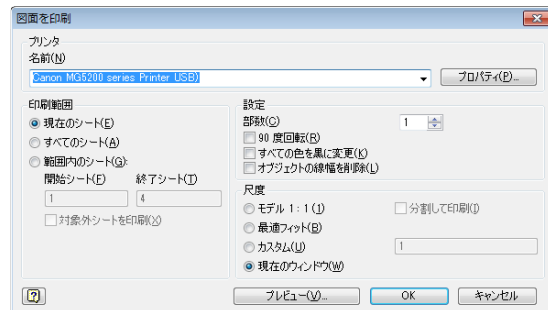 図面を印刷
プリンタ
名前(N)
Canon MG5200 series Printer USB)
プロパティ(P)...
印刷範囲
現在のシート(E)
すべてのシート(A)
範囲内のシート(G):
開始シート(F) 終了シート(T)
1 4
対象外シートを印刷(X)
設定
部数(C) 1
90 度回転(R)
すべての色を黒に変更(K)
オブジェクトの線幅を削除(L)
尺度
モデル 1:1(1) 分割して印刷(I)
最適フィット(B)
カスタム(U) 1
現在のウィンドウ(W)
プレビュー(V)... OK キャンセル